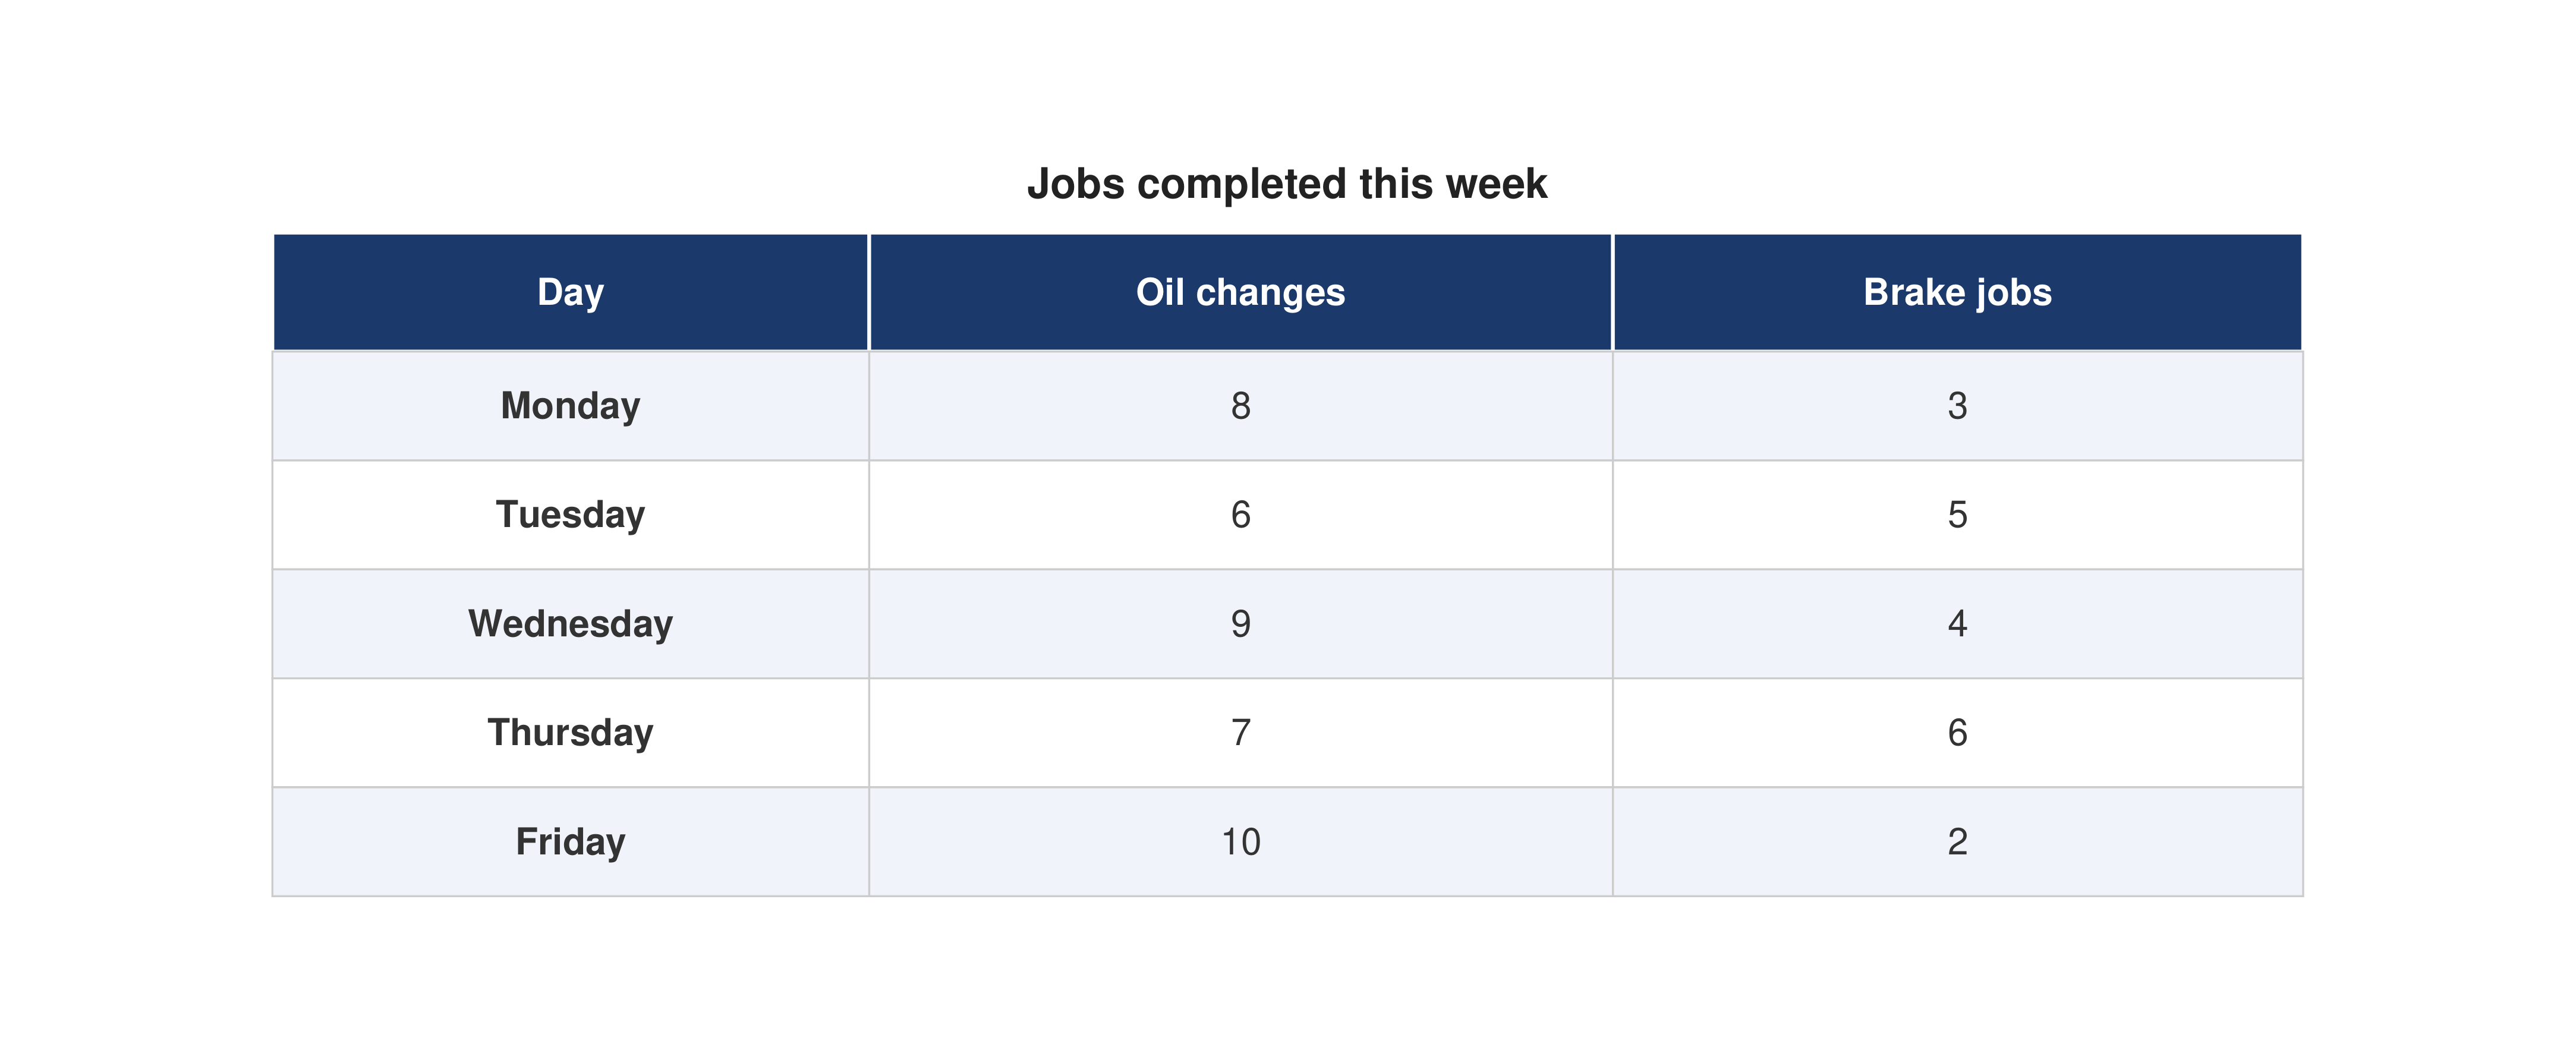 Jobs completed this week
Day Oil changes Brake jobs
Monday 8 3
Tuesday 6 5
Wednesday 9 4
Thursday 7 6
Friday 10 2